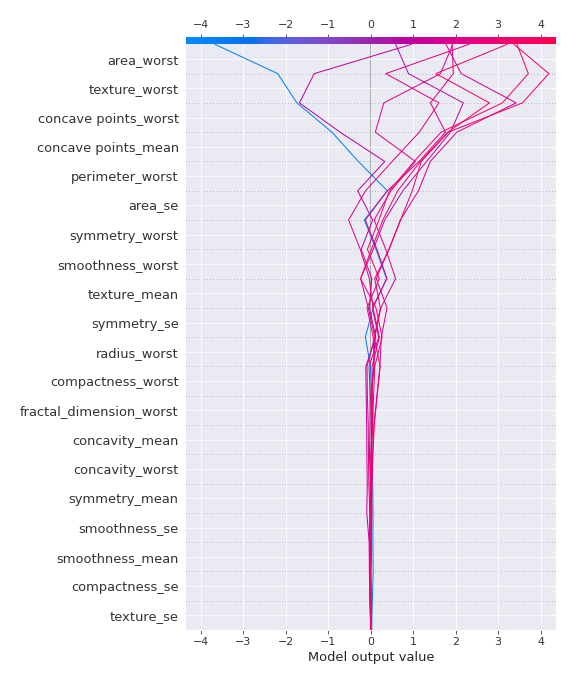 −4 −3 −2 −1 0 1 2 3 4
area_worst
texture_worst
concave points_worst
concave points_mean
perimeter_worst
area_se
symmetry_worst
smoothness_worst
texture_mean
symmetry_se
radius_worst
compactness_worst
fractal_dimension_worst
concavity_mean
concavity_worst
symmetry_mean
smoothness_se
smoothness_mean
compactness_se
texture_se
−4 −3 −2 −1 0 1 2 3 4
Model output value